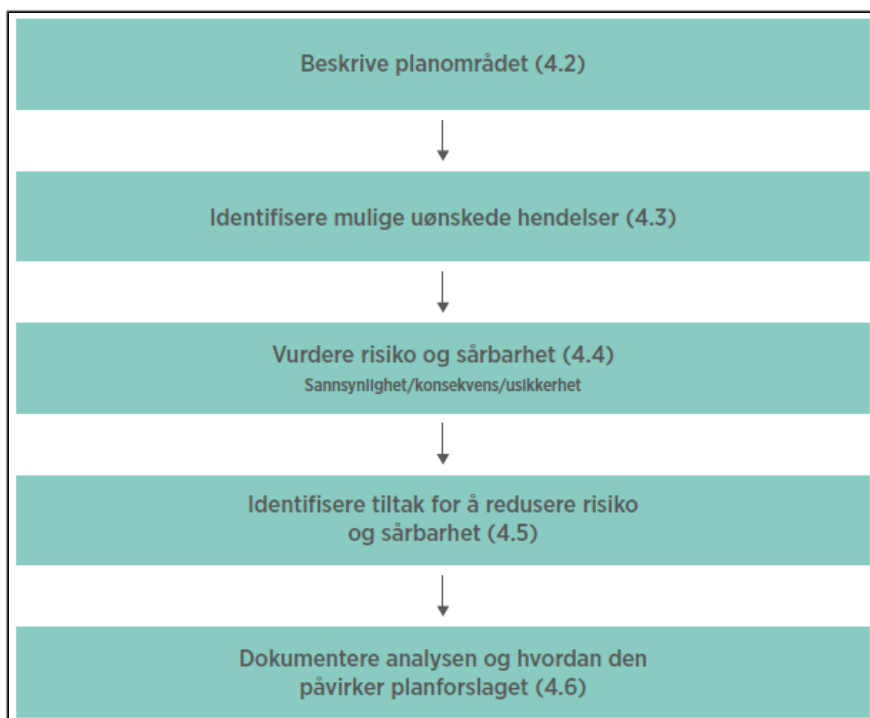 Beskrive planområdet (4.2)
Identifisere mulige uønskede hendelser (4.3)
Vurdere risiko og sårbarhet (4.4)
Sannsynlighet/konsekvens/usikkerhet
Identifisere tiltak for å redusere risiko
og sårbarhet (4.5)
Dokumentere analysen og hvordan den
påvirker planforslaget (4.6)